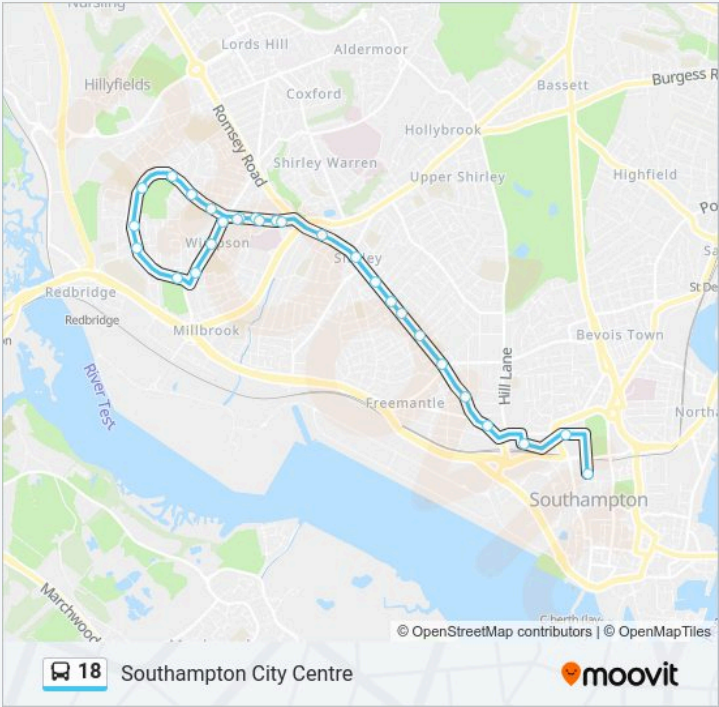 Nursling
Lords Hill
Aldermoor
Hillyfields
Bassett
Burgess R
Coxford
Romsey Road
Hollybrook
Shirley Warren
Upper Shirley
Highfield
Po
Sa
St De
Redbridge
Redbridge
Millbrook
Bevois Town
River Test
Hill Lane
Freemantle
North
Southampton
Marchwood
© OpenStreetMap contributors | © OpenMapTiles
18 Southampton City Centre
moovit